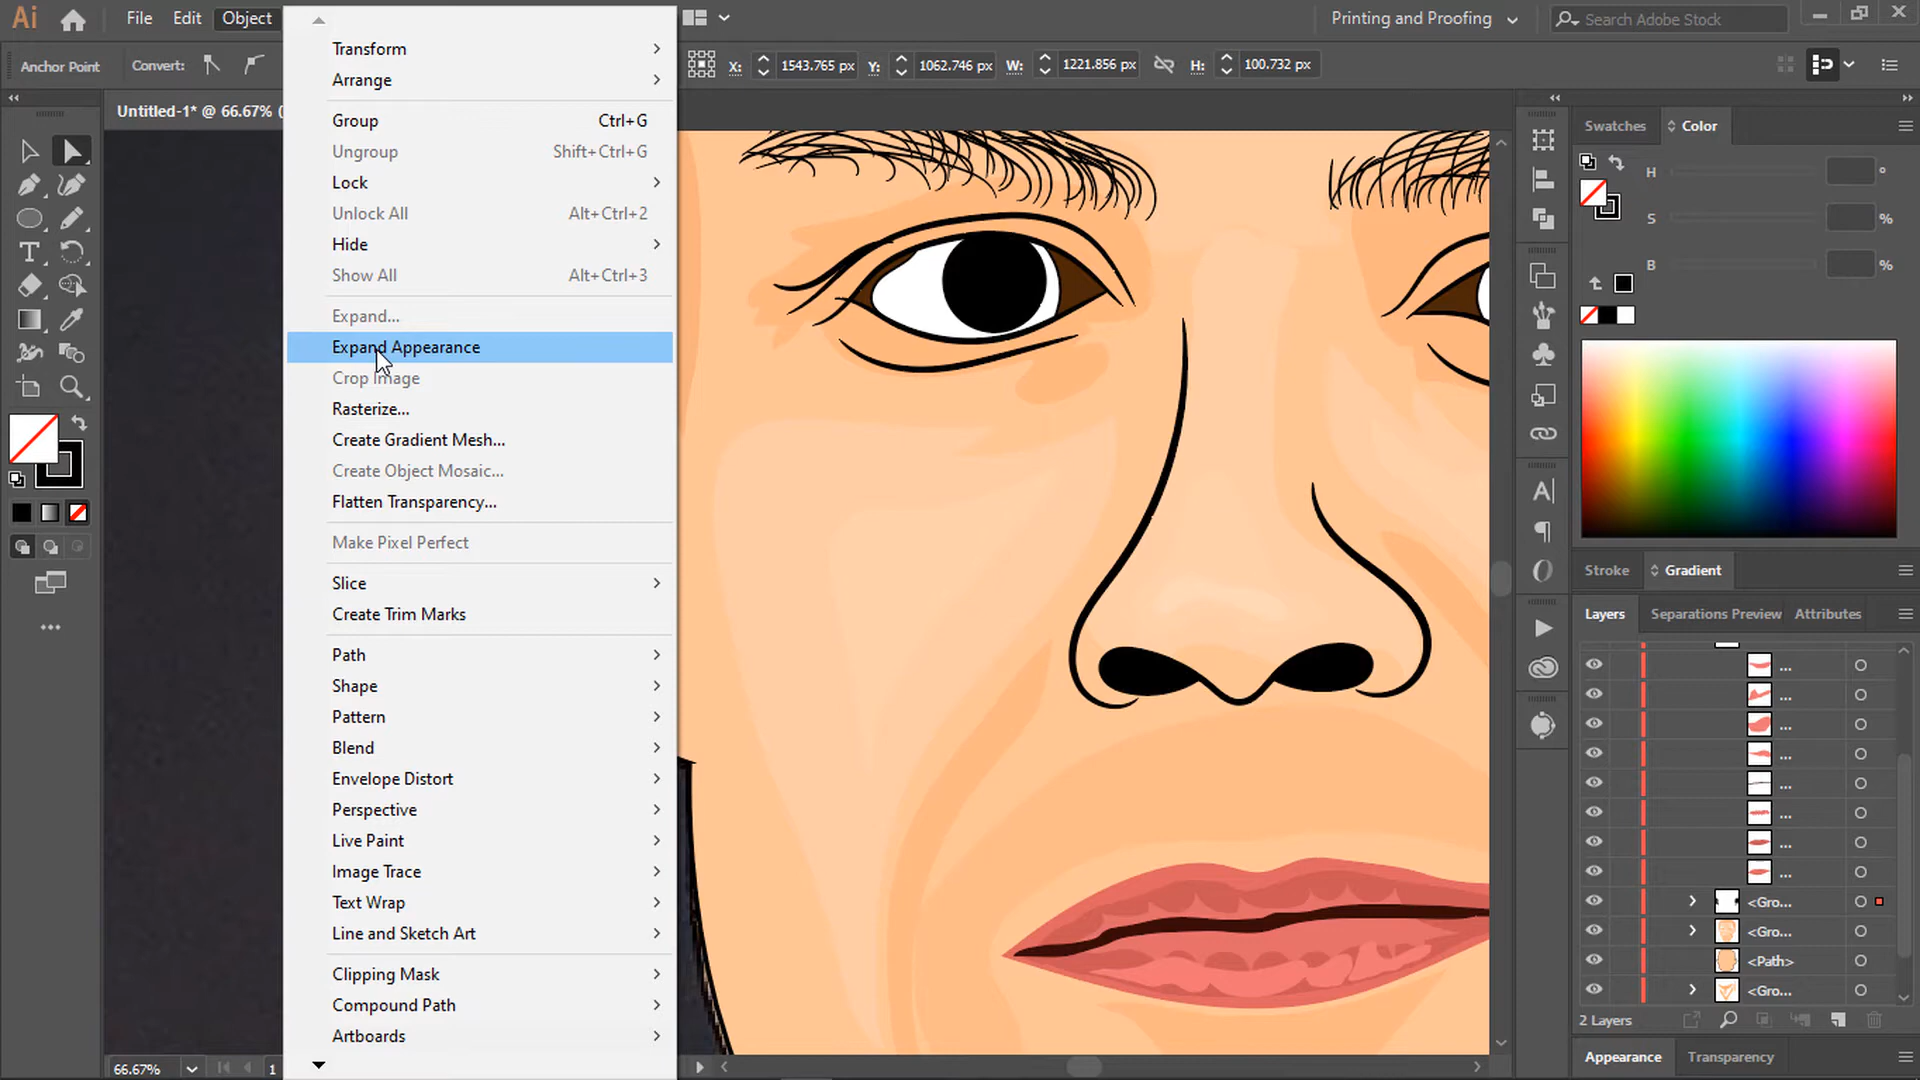 Ai
File
Edit
Object
Printing and Proofing
Search Adobe Stock
Anchor Point
Convert:
X:
1543.765 px
Y:
1062.746 px
W:
1221.856 px
H:
100.732 px
Untitled-1* @ 66.67% (
Transform
Arrange
Group Ctrl+G
Ungroup Shift+Ctrl+G
Lock
Unlock All Alt+Ctrl+2
Hide
Show All Alt+Ctrl+3
Expand...
Expand Appearance
Crop Image
Rasterize...
Create Gradient Mesh...
Create Object Mosaic...
Flatten Transparency...
Make Pixel Perfect
Slice
Create Trim Marks
Path
Shape
Pattern
Blend
Envelope Distort
Perspective
Live Paint
Image Trace
Text Wrap
Line and Sketch Art
Clipping Mask
Compound Path
Artboards
66.67%
1
Swatches
Color
H °
S %
B %
Stroke
Gradient
Layers
Separations Preview
Attributes
...
...
...
...
...
...
...
...
<Gro...
<Gro...
<Path>
<Gro...
2 Layers
Appearance
Transparency